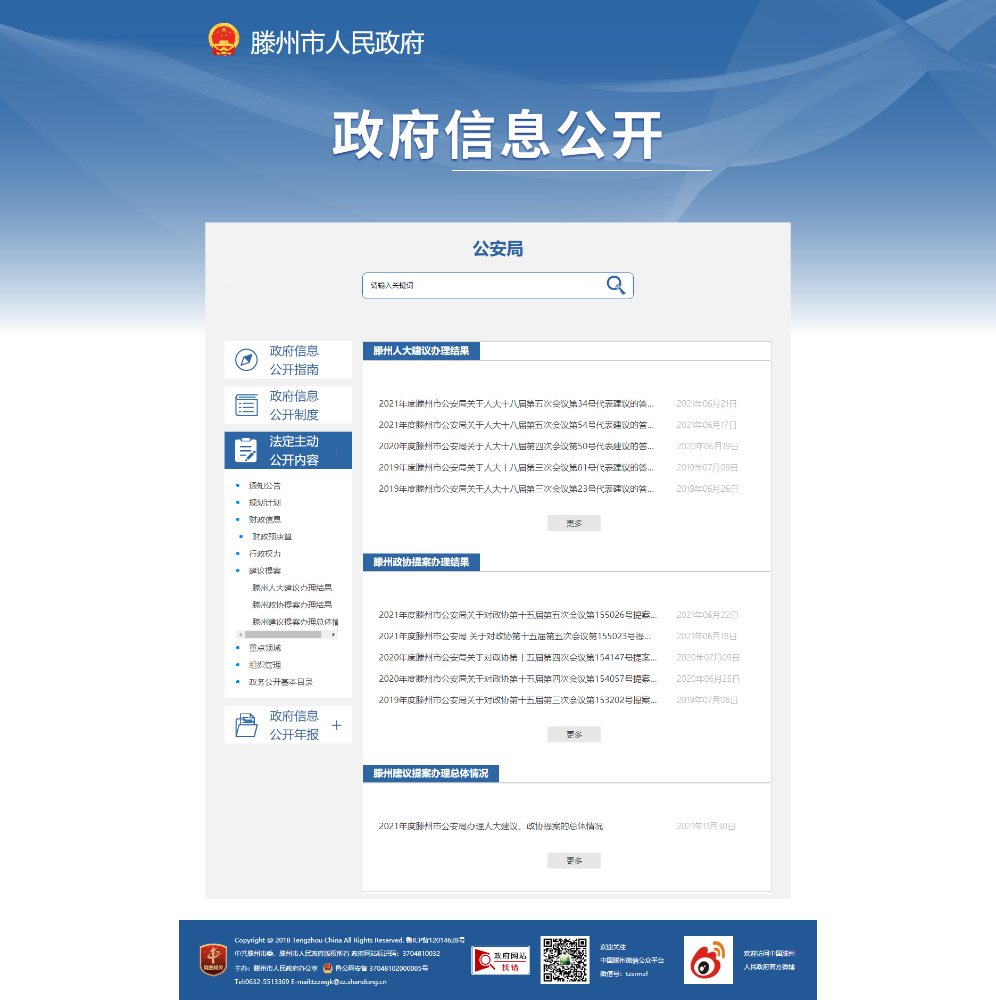 滕州市人民政府
政府信息公开
公安局
请输入关键词
政府信息
公开指南
政府信息
公开制度
法定主动
公开内容
通知公告
规划计划
财政信息
财政预决算
行政权力
建议提案
滕州人大建议办理结果
滕州政协提案办理结果
滕州建议提案办理总体情
重点领域
组织管理
政务公开基本目录
政府信息
公开年报
滕州人大建议办理结果
2021年度滕州市公安局关于人大十八届第五次会议第34号代表建议的答... 2021年06月21日
2021年度滕州市公安局关于人大十八届第五次会议第54号代表建议的答... 2021年06月17日
2020年度滕州市公安局关于人大十八届第四次会议第50号代表建议的答... 2020年06月19日
2019年度滕州市公安局关于人大十八届第三次会议第81号代表建议的答... 2019年07月09日
2019年度滕州市公安局关于人大十八届第三次会议第23号代表建议的答... 2019年06月26日
更多
滕州政协提案办理结果
2021年度滕州市公安局关于对政协第十五届第五次会议第155026号提案... 2021年06月22日
2021年度滕州市公安局 关于对政协第十五届第五次会议第155023号提... 2021年06月18日
2020年度滕州市公安局关于对政协第十五届第四次会议第154147号提案... 2020年07月09日
2020年度滕州市公安局关于对政协第十五届第四次会议第154057号提案... 2020年06月25日
2019年度滕州市公安局关于对政协第十五届第三次会议第153202号提案... 2019年07月08日
更多
滕州建议提案办理总体情况
2021年度滕州市公安局办理人大建议、政协提案的总体情况 2021年11月30日
更多
党政机关
Copyright @ 2018 Tengzhou China All Rights Reserved. 鲁ICP备12014628号
中共滕州市委、滕州市人民政府版权所有 政府网站标识码：3704810032
主办：滕州市人民政府办公室 鲁公网安备 37048102000005号
Tel:0632-5513369 E-mail:tzzwgk@zz.shandong.cn
政府网站
找错
欢迎关注
中国滕州微信公众平台
微信号：tzsrmzf
欢迎访问中国滕州
人民政府官方微博